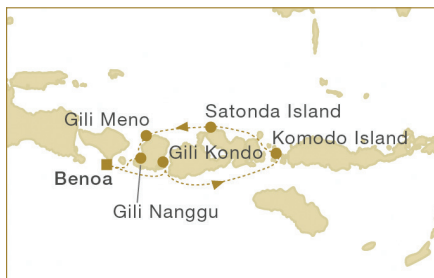 Satonda Island
Gili Meno
Komodo Island
Gili Kondo
Benoa
Gili Nanggu